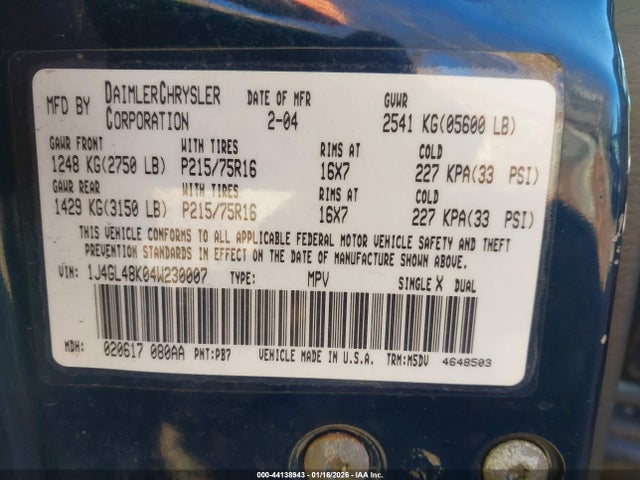 MFD BY DAIMLERCHRYSLER CORPORATION DATE OF MFR 2-04 GVWR 2541 KG(05600 LB)
GAWR FRONT WITH TIRES RIMS AT COLD
1248 KG(2750 LB) P215/75R16 16X7 227 KPA(33 PSI)
GAWR REAR WITH TIRES RIMS AT COLD
1429 KG(3150 LB) P215/75R16 16X7 227 KPA(33 PSI)
THIS VEHICLE CONFORMS TO ALL APPLICABLE FEDERAL MOTOR VEHICLE SAFETY AND THEFT
PREVENTION STANDARDS IN EFFECT ON THE DATE OF MANUFACTURE SHOWN ABOVE.
VIN: 1J4GL48K04W230007 TYPE: MPV SINGLE X DUAL
MDH: 020617 080AA PNT:PB7 VEHICLE MADE IN U.S.A. TRM:M5DV 4648503
000-44138943 - 01/16/2026 - IAA Inc.